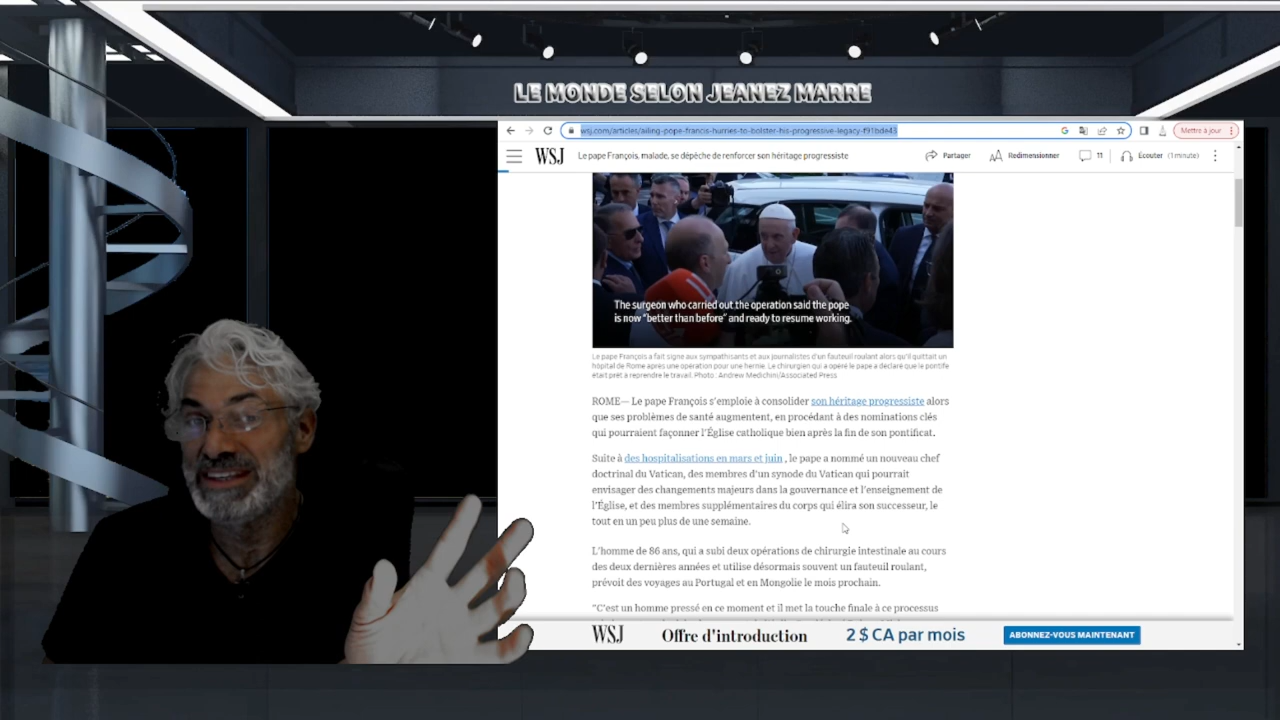 LE MONDE SELON JEANEZ MARRE
wsj.com/articles/ailing-pope-francis-hurries-to-bolster-his-progressive-legacy-f91bde43
Mettre à jour
WSJ
Le pape François, malade, se dépêche de renforcer son héritage progressiste
Partager
Redimensionner
11
Écouter (1 minute)
The surgeon who carried out the operation said the pope
is now "better than before" and ready to resume working.
Le pape François a fait signe aux sympathisants et aux journalistes d'un fauteuil roulant alors qu'il quittait un
hôpital de Rome après une opération pour une hernie. Le chirurgien qui a opéré le pape a déclaré que le pontife
était prêt à reprendre le travail. Photo : Andrew Medichini/Associated Press
ROME— Le pape François s'emploie à consolider son héritage progressiste alors
que ses problèmes de santé augmentent, en procédant à des nominations clés
qui pourraient façonner l'Église catholique bien après la fin de son pontificat.
Suite à des hospitalisations en mars et juin , le pape a nommé un nouveau chef
doctrinal du Vatican, des membres d'un synode du Vatican qui pourrait
envisager des changements majeurs dans la gouvernance et l'enseignement de
l'Église, et des membres supplémentaires du corps qui élira son successeur, le
tout en un peu plus de une semaine.
L'homme de 86 ans, qui a subi deux opérations de chirurgie intestinale au cours
des deux dernières années et utilise désormais souvent un fauteuil roulant,
prévoit des voyages au Portugal et en Mongolie le mois prochain.
"C'est un homme pressé en ce moment et il met la touche finale à ce processus
WSJ
Offre d'introduction
2 $ CA par mois
ABONNEZ-VOUS MAINTENANT